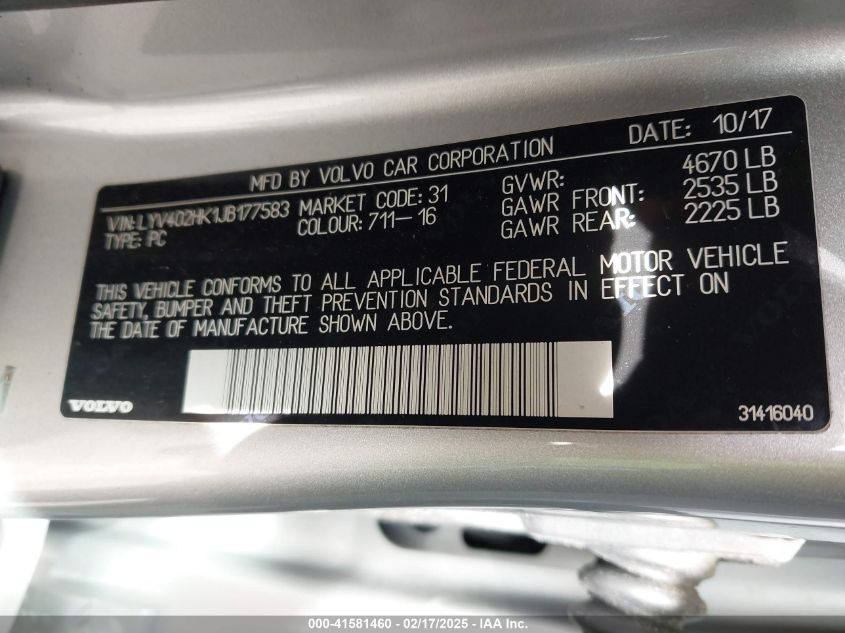 DATE: 10/17
MFD BY VOLVO CAR CORPORATION
VIN: LYV402HK1JB177583 MARKET CODE: 31 GVWR: 4670 LB
TYPE: PC COLOUR: 711-16 GAWR FRONT: 2535 LB
GAWR REAR: 2225 LB
THIS VEHICLE CONFORMS TO ALL APPLICABLE FEDERAL MOTOR VEHICLE
SAFETY, BUMPER AND THEFT PREVENTION STANDARDS IN EFFECT ON
THE DATE OF MANUFACTURE SHOWN ABOVE.
VOLVO 31416040
000-41581460 - 02/17/2025 - IAA Inc.